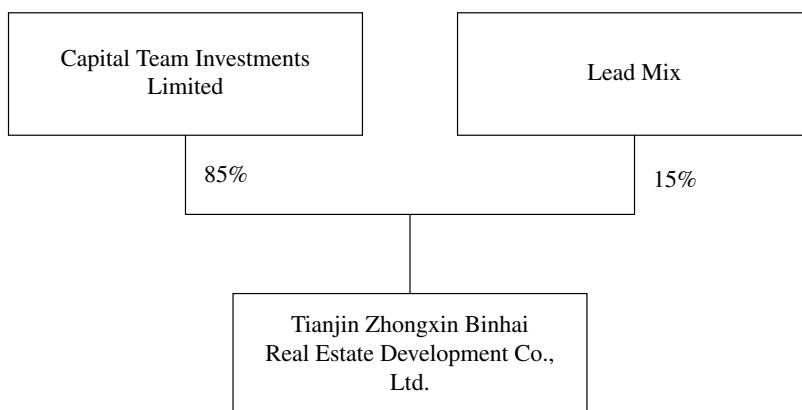 Capital Team Investments
Limited
Lead Mix
85%
15%
Tianjin Zhongxin Binhai
Real Estate Development Co.,
Ltd.